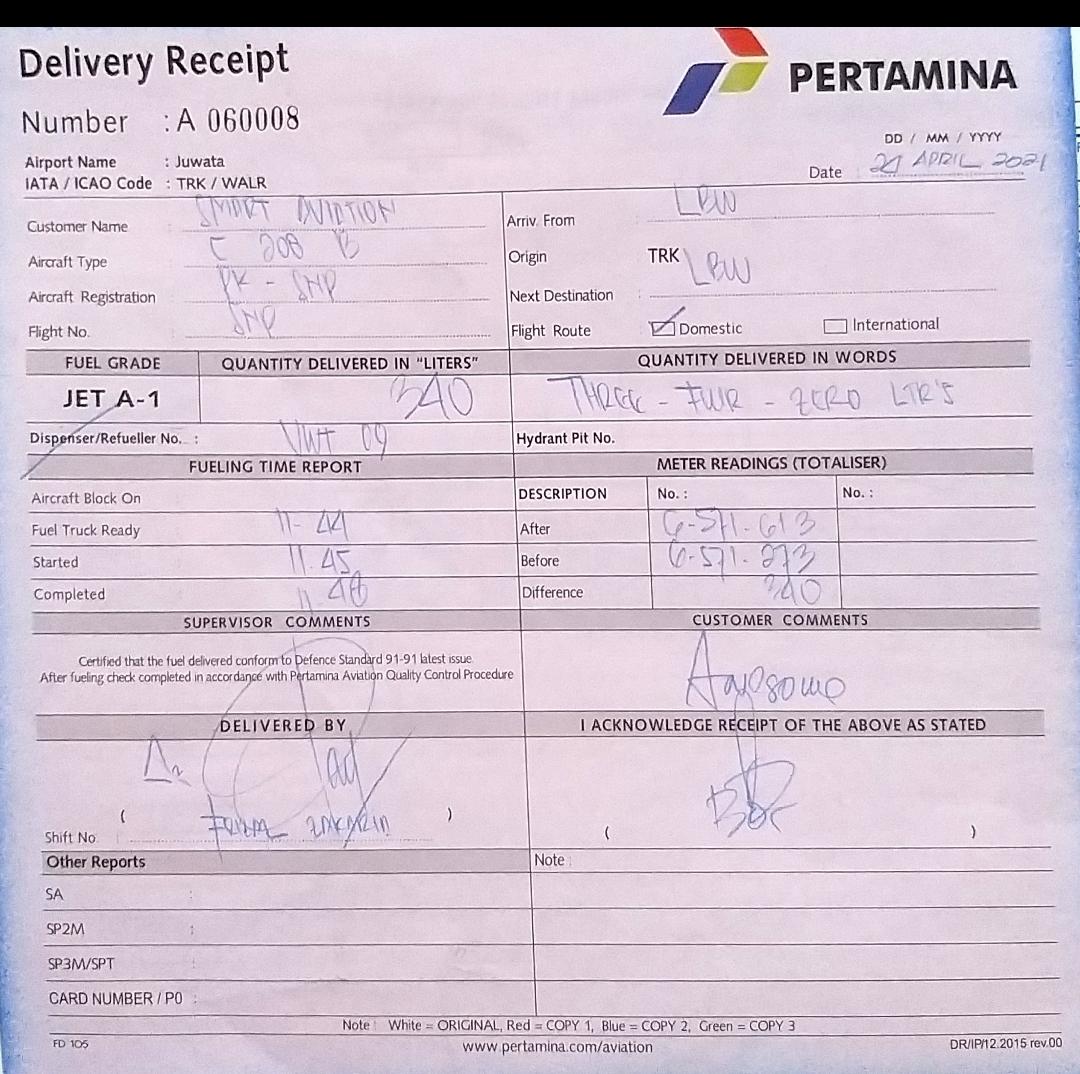 Delivery Receipt
PERTAMINA
Number : A 060008
DD / MM / YYYY
Airport Name : Juwata
Date : 21 APRIL 2021
IATA / ICAO Code : TRK / WALR
Customer Name : SMART AVIATION
Arriv. From : LBW
Aircraft Type : C 208 B
Origin TRK
Aircraft Registration : PK - SNP
Next Destination : LBW
Flight No. : SNP
Flight Route : Domestic International
FUEL GRADE QUANTITY DELIVERED IN "LITERS" QUANTITY DELIVERED IN WORDS
JET A-1 340 THREE - FOUR - ZERO LTR'S
Dispenser/Refueller No. : 09 Hydrant Pit No.
FUELING TIME REPORT METER READINGS (TOTALISER)
Aircraft Block On DESCRIPTION No. : No. :
Fuel Truck Ready 11- 44 After 6-571-613
Started 11.45 Before 6-571-273
Completed 11.48 Difference 340
SUPERVISOR COMMENTS CUSTOMER COMMENTS
Certified that the fuel delivered conform to Defence Standard 91-91 latest issue.
After fueling check completed in accordance with Pertamina Aviation Quality Control Procedure
Awesome
DELIVERED BY I ACKNOWLEDGE RECEIPT OF THE ABOVE AS STATED
( )
Shift No ( )
Other Reports Note :
SA :
SP2M :
SP3M/SPT
CARD NUMBER / PO :
Note : White = ORIGINAL, Red = COPY 1, Blue = COPY 2, Green = COPY 3
FD 105 www.pertamina.com/aviation DR/IP/12.2015 rev.00